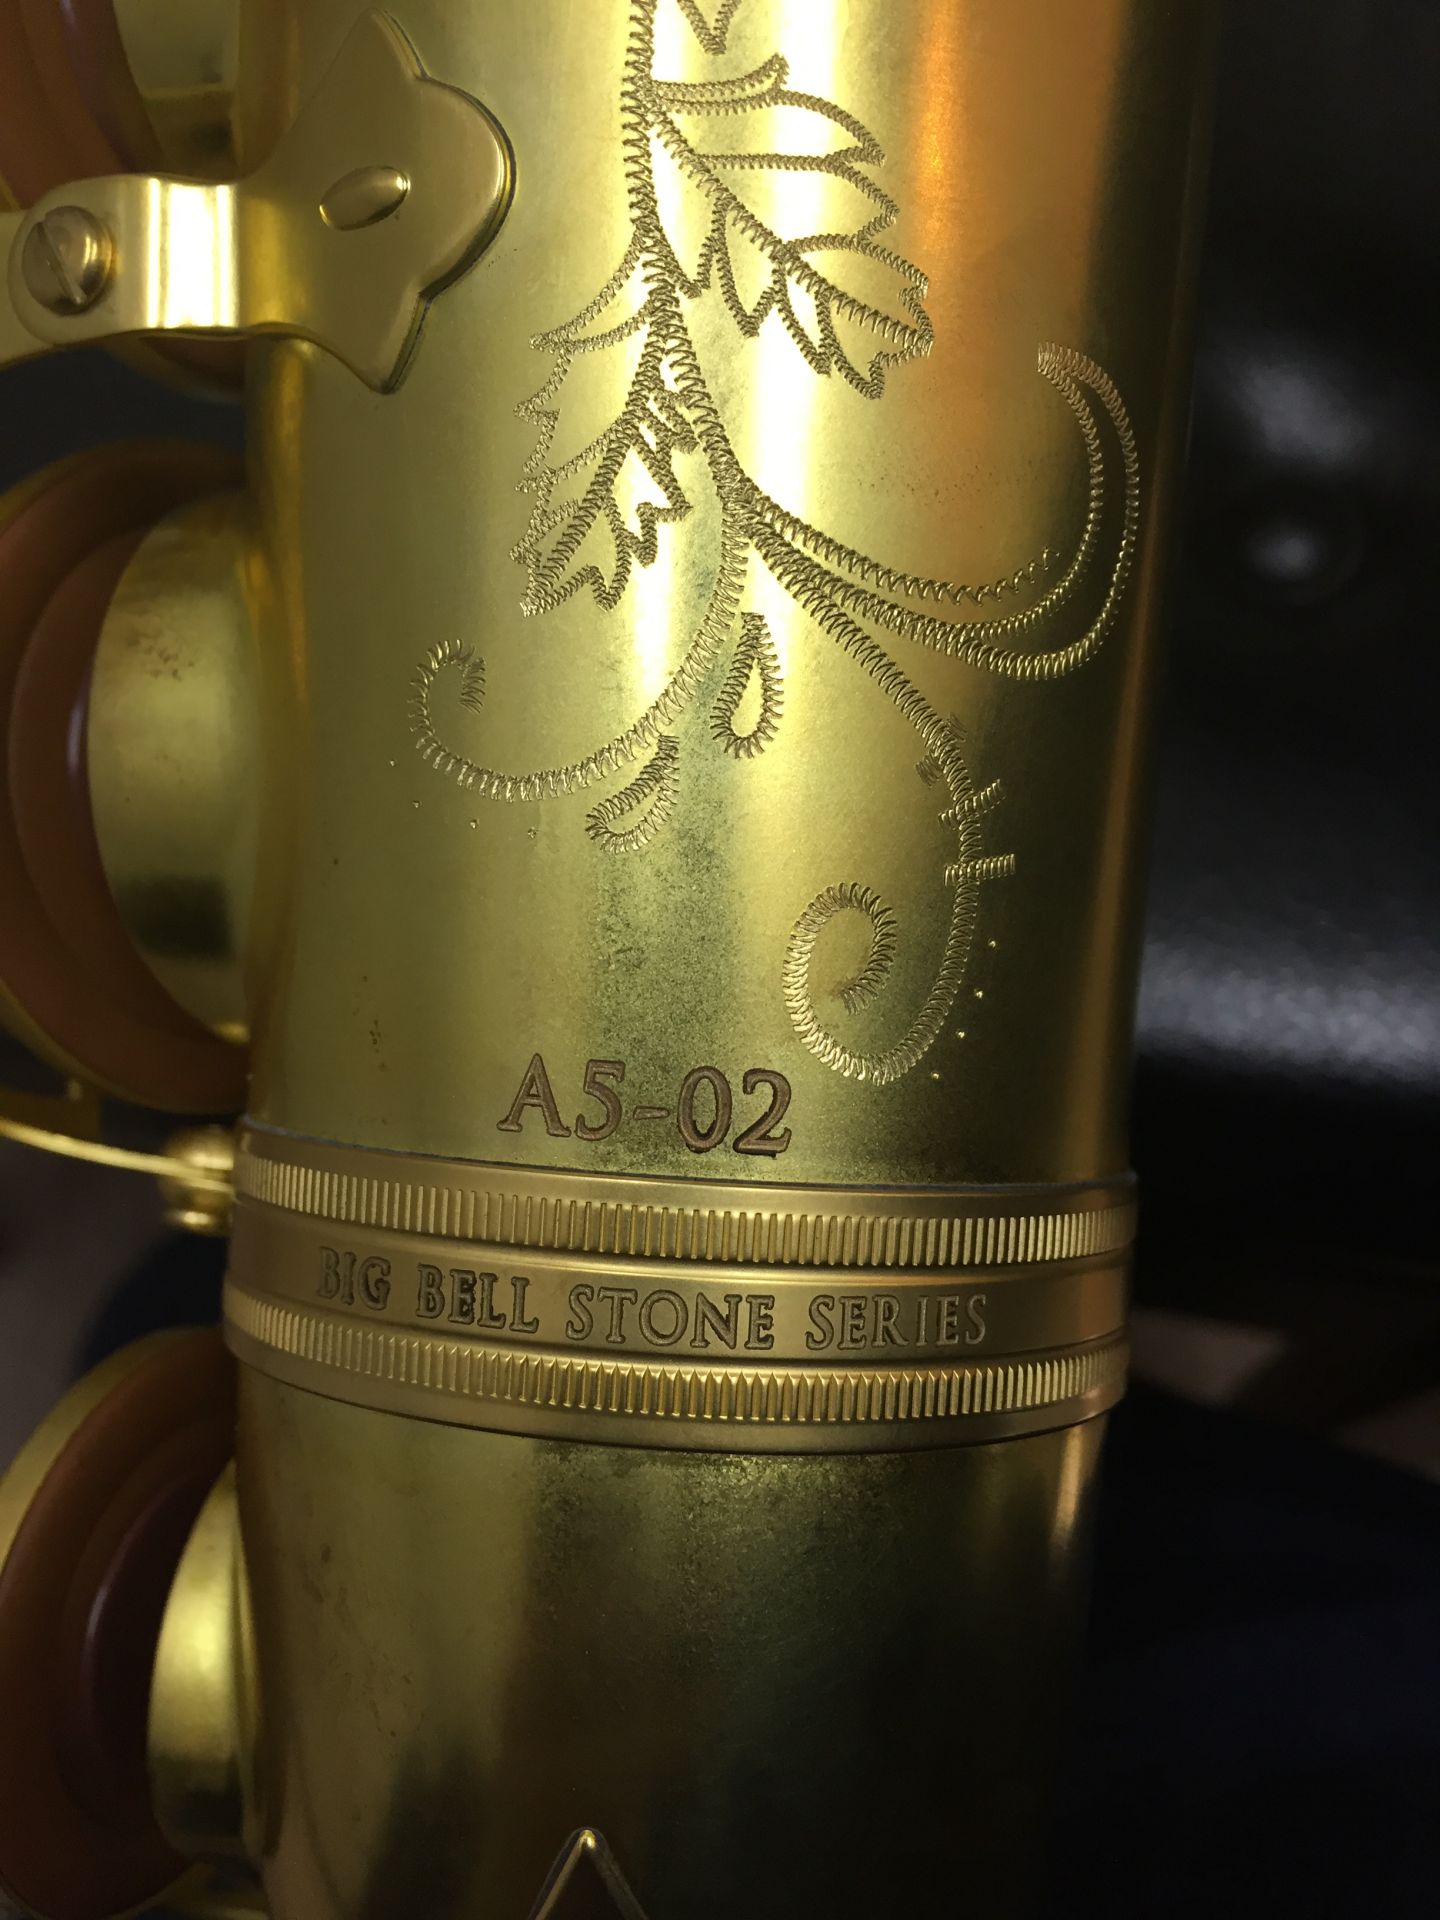 A5-02
BIG BELL STONE SERIES